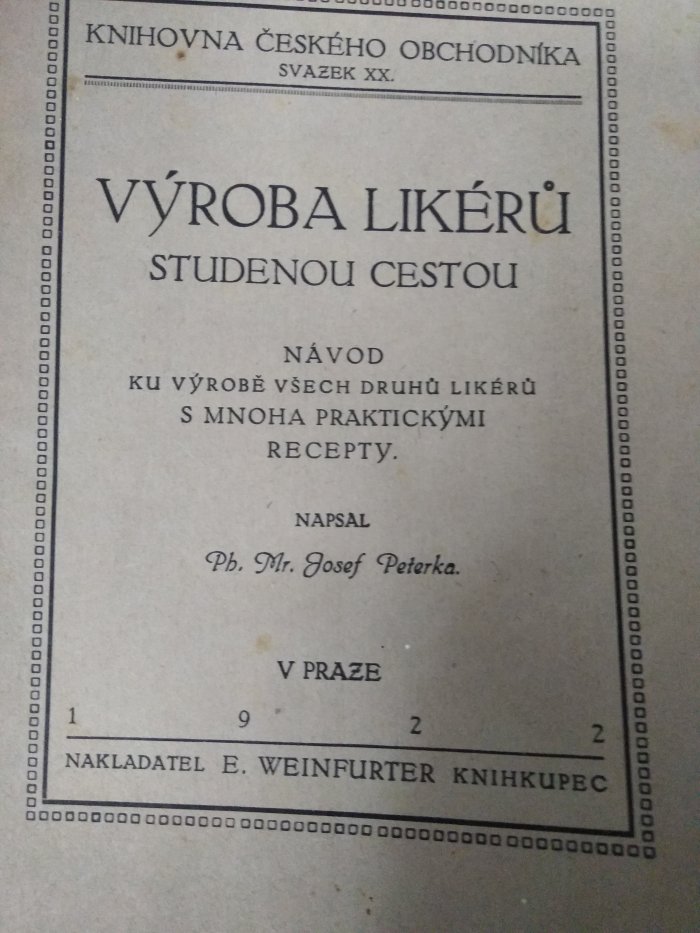 KNIHOVNA ČESKÉHO OBCHODNÍKA
SVAZEK XX.
VÝROBA LIKÉRŮ
STUDENOU CESTOU
NÁVOD
KU VÝROBĚ VŠECH DRUHŮ LIKÉRŮ
S MNOHA PRAKTICKÝMI
RECEPTY.
NAPSAL
Ph. Mr. Josef Peterka.
V PRAZE
1 9 2 2
NAKLADATEL E. WEINFURTER KNIHKUPEC